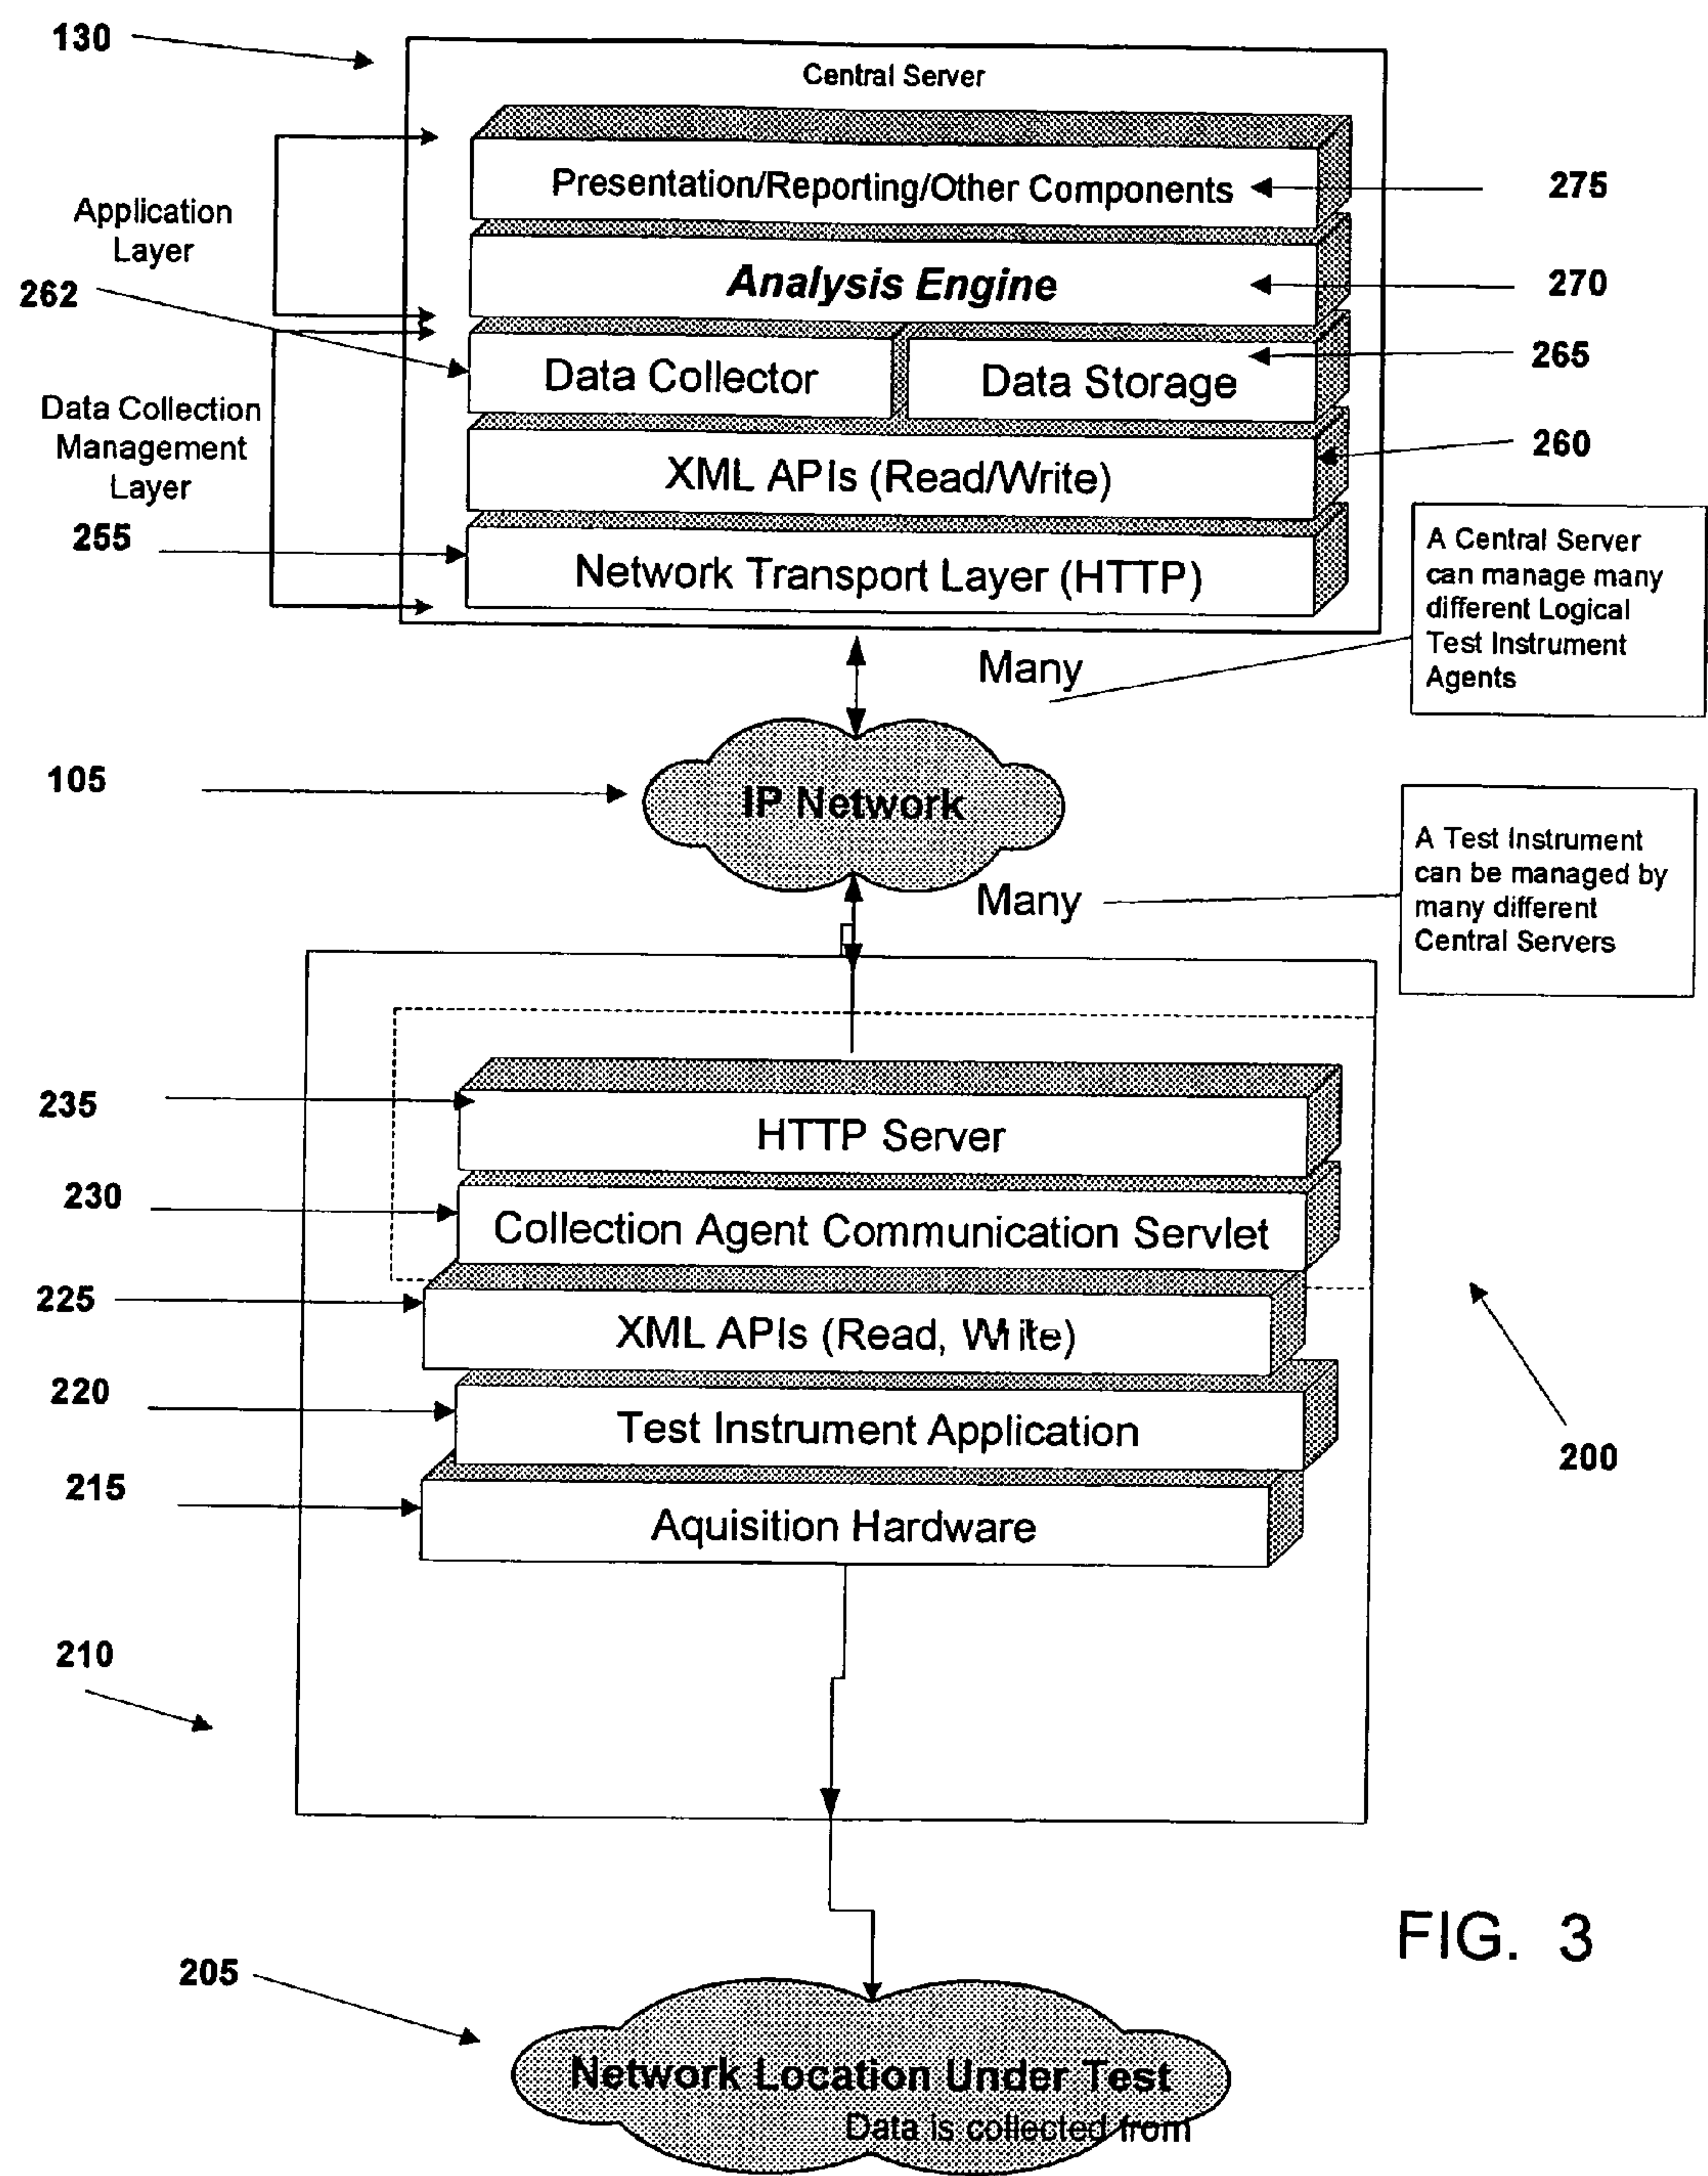 130
Central Server
Presentation/Reporting/Other Components
275
Application
Layer
Analysis Engine
270
262
Data Collector
Data Storage
265
Data Collection
Management
Layer
XML APIs (Read/Write)
260
255
Network Transport Layer (HTTP)
A Central Server
can manage many
different Logical
Test Instrument
Agents
Many
105
IP Network
A Test Instrument
can be managed by
many different
Central Servers
Many
235
HTTP Server
230
Collection Agent Communication Servlet
225
XML APIs (Read, Write)
220
Test Instrument Application
200
215
Aquisition Hardware
210
FIG. 3
205
Network Location Under Test
Data is collected from